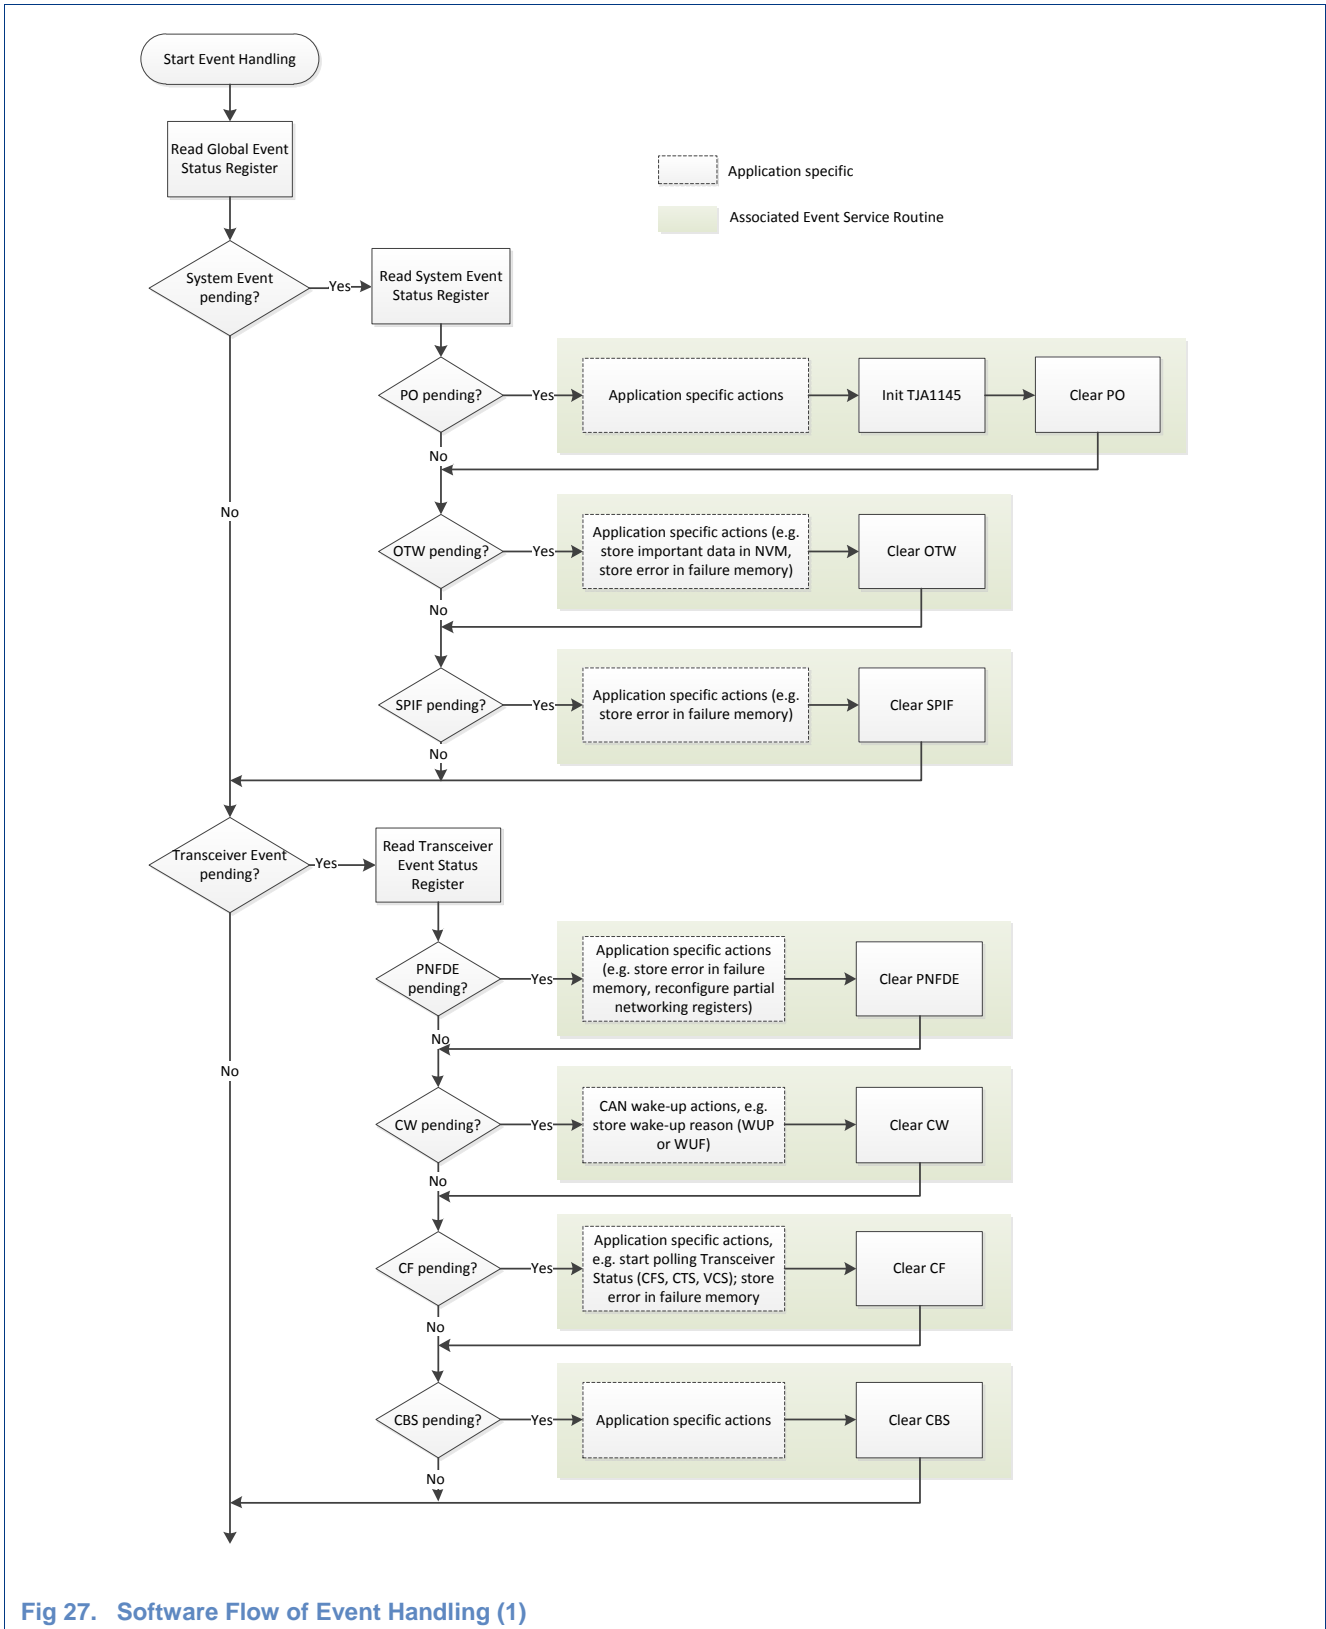 Start Event Handling
Read Global Event
Status Register
Application specific
Associated Event Service Routine
System Event
pending?
Yes
Read System Event
Status Register
PO pending?
Yes
Application specific actions
Init TJA1145
Clear PO
No
No
OTW pending?
Yes
Application specific actions (e.g.
store important data in NVM,
store error in failure memory)
Clear OTW
No
SPIF pending?
Yes
Application specific actions (e.g.
store error in failure memory)
Clear SPIF
No
Transceiver Event
pending?
Yes
Read Transceiver
Event Status
Register
PNFDE
pending?
Yes
Application specific actions
(e.g. store error in failure
memory, reconfigure partial
networking registers)
Clear PNFDE
No
No
CW pending?
Yes
CAN wake-up actions, e.g.
store wake-up reason (WUP
or WUF)
Clear CW
No
CF pending?
Yes
Application specific actions,
e.g. start polling Transceiver
Status (CFS, CTS, VCS); store
error in failure memory
Clear CF
No
CBS pending?
Yes
Application specific actions
Clear CBS
No
Fig 27. Software Flow of Event Handling (1)